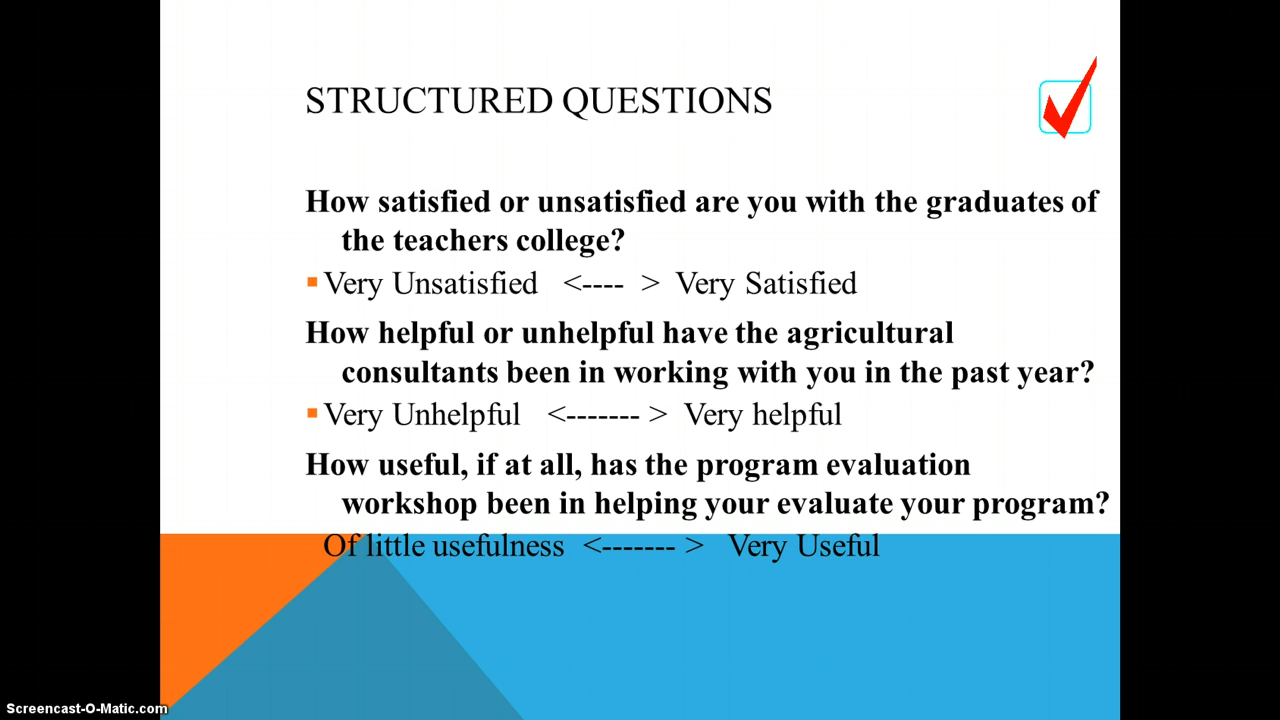 STRUCTURED QUESTIONS
How satisfied or unsatisfied are you with the graduates of
the teachers college?
Very Unsatisfied <---- > Very Satisfied
How helpful or unhelpful have the agricultural
consultants been in working with you in the past year?
Very Unhelpful <------- > Very helpful
How useful, if at all, has the program evaluation
workshop been in helping your evaluate your program?
Of little usefulness <------- > Very Useful
Screencast-O-Matic.com